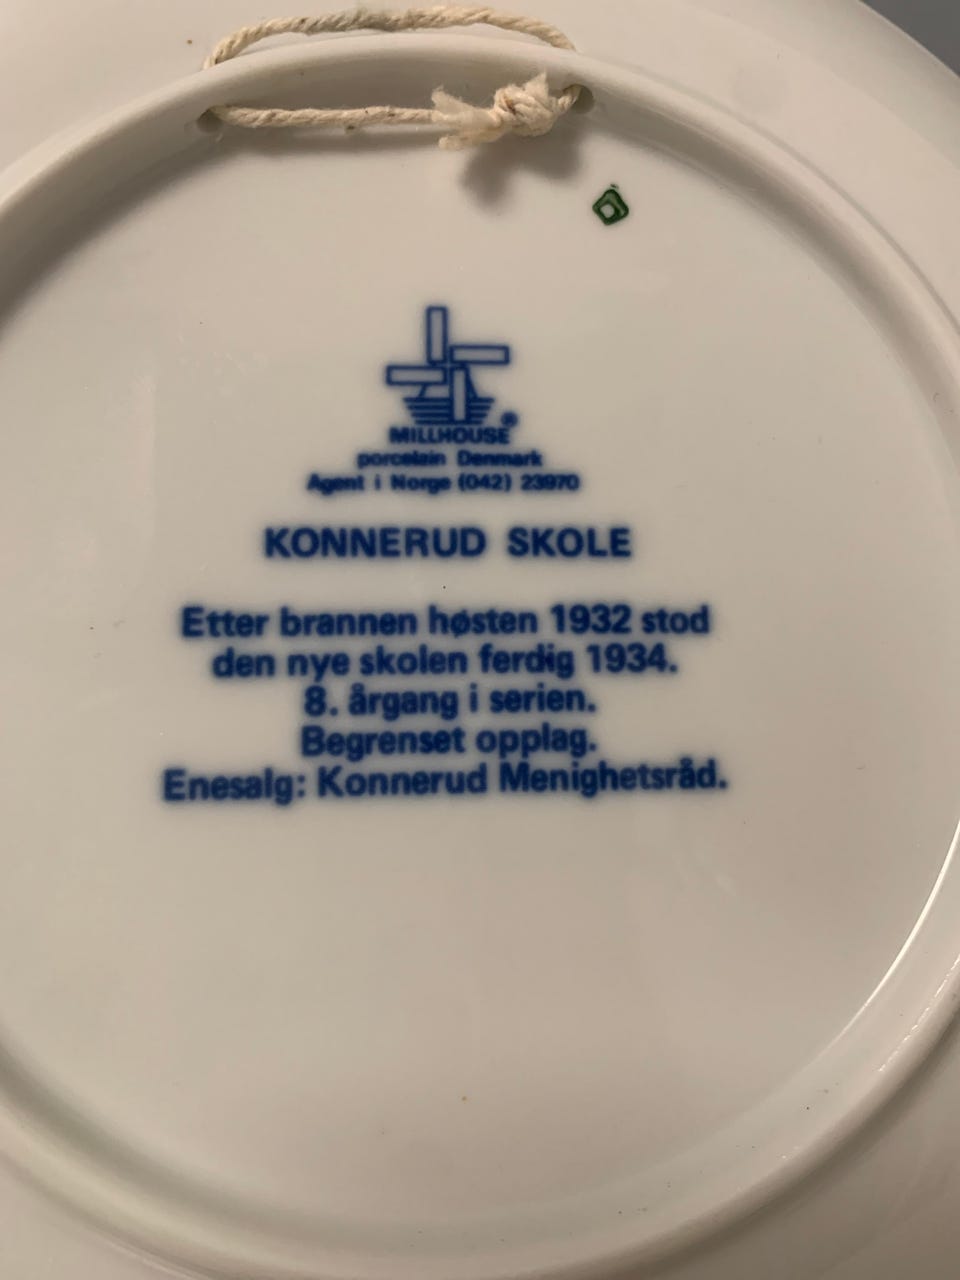 MILLHOUSE ®
porcelain Denmark
Agent i Norge (042) 23970
KONNERUD SKOLE
Etter brannen høsten 1932 stod
den nye skolen ferdig 1934.
8. årgang i serien.
Begrenset opplag.
Enesalg: Konnerud Menighetsråd.